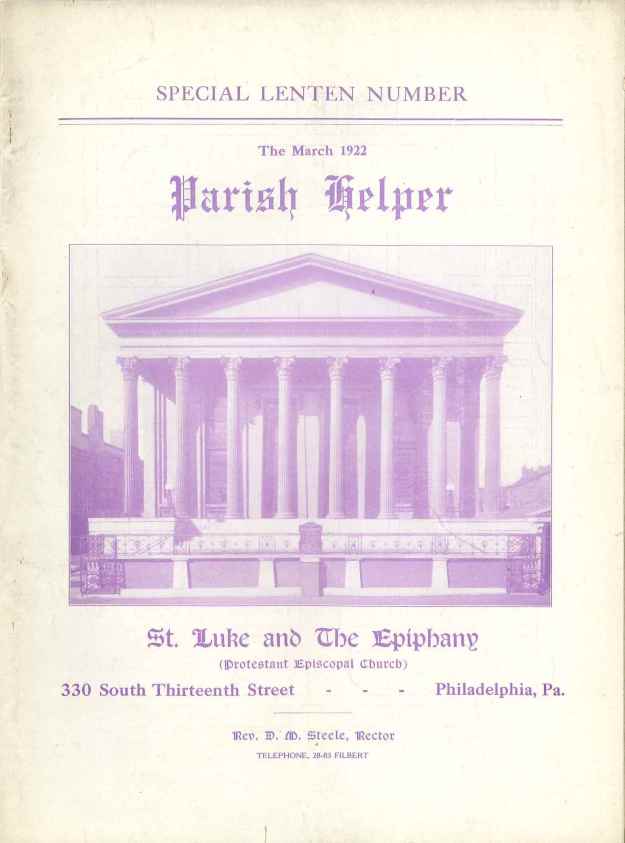 SPECIAL LENTEN NUMBER
The March 1922
Parish Helper
St. Luke and The Epiphany
(Protestant Episcopal Church)
330 South Thirteenth Street - - - Philadelphia, Pa.
Rev. D. M. Steele, Rector
TELEPHONE, 28-83 FILBERT